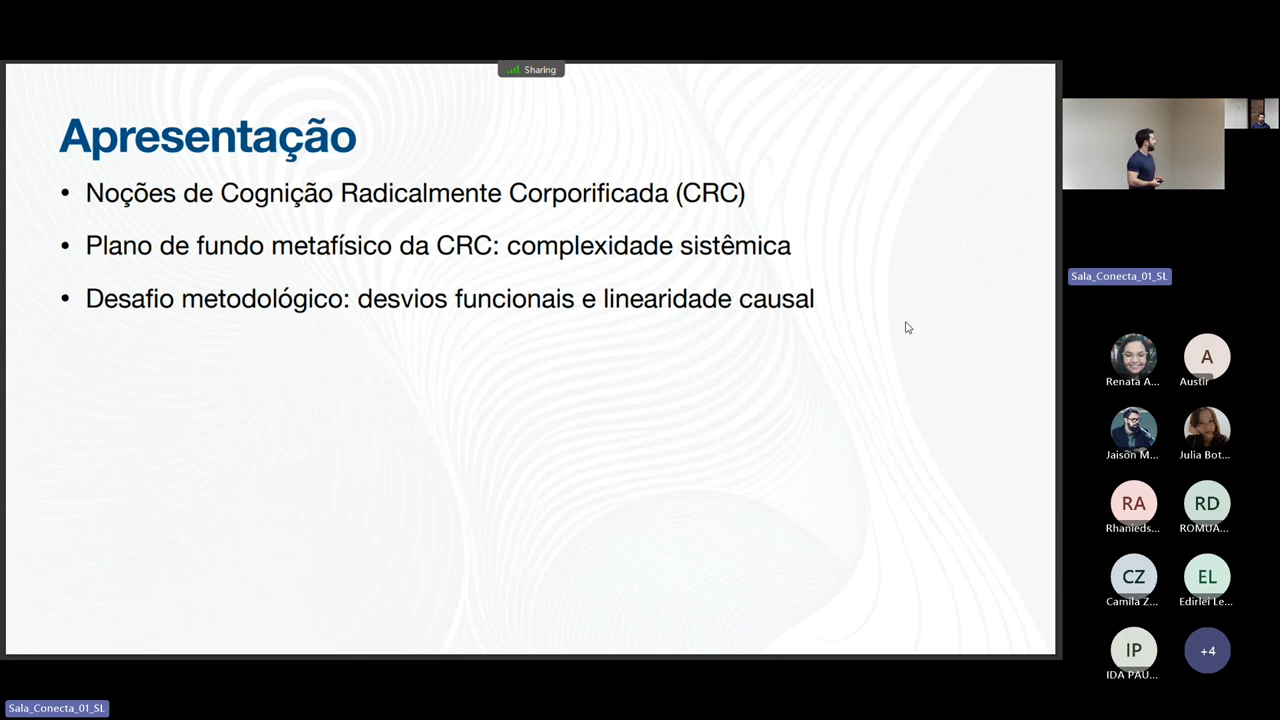 Sharing
Apresentação
• Noções de Cognição Radicalmente Corporificada (CRC)
• Plano de fundo metafísico da CRC: complexidade sistêmica
• Desafio metodológico: desvios funcionais e linearidade causal
Sala_Conecta_01_SL
Renata A...
A
Austir
Jaison M...
Julia Bot...
RA
Rhanieds...
RD
ROMUA...
CZ
Camila Z...
EL
Edirlei Le...
IP
IDA PAU...
+4
Sala_Conecta_01_SL